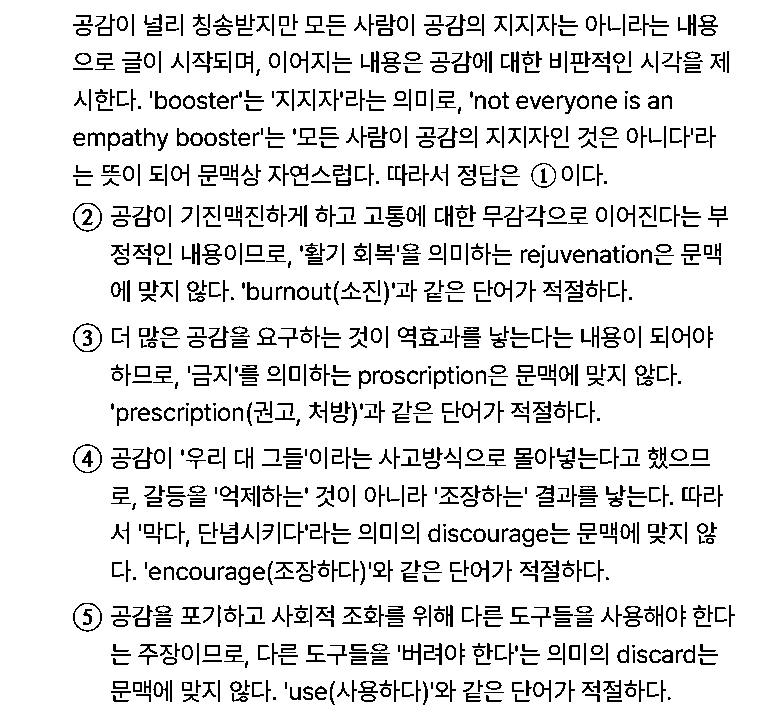 공감이 널리 칭송받지만 모든 사람이 공감의 지지자는 아니라는 내용
으로 글이 시작되며, 이어지는 내용은 공감에 대한 비판적인 시각을 제
시한다. 'booster'는 '지지자'라는 의미로, 'not everyone is an
empathy booster'는 '모든 사람이 공감의 지지자인 것은 아니다'라
는 뜻이 되어 문맥상 자연스럽다. 따라서 정답은 ①이다.
② 공감이 기진맥진하게 하고 고통에 대한 무감각으로 이어진다는 부
정적인 내용이므로, '활기 회복'을 의미하는 rejuvenation은 문맥
에 맞지 않다. 'burnout(소진)'과 같은 단어가 적절하다.
③ 더 많은 공감을 요구하는 것이 역효과를 낳는다는 내용이 되어야
하므로, '금지'를 의미하는 proscription은 문맥에 맞지 않다.
'prescription(권고, 처방)'과 같은 단어가 적절하다.
④ 공감이 '우리 대 그들'이라는 사고방식으로 몰아넣는다고 했으므
로, 갈등을 '억제하는' 것이 아니라 '조장하는' 결과를 낳는다. 따라
서 '막다, 단념시키다'라는 의미의 discourage는 문맥에 맞지 않
다. 'encourage(조장하다)'와 같은 단어가 적절하다.
⑤ 공감을 포기하고 사회적 조화를 위해 다른 도구들을 사용해야 한다
는 주장이므로, 다른 도구들을 '버려야 한다'는 의미의 discard는
문맥에 맞지 않다. 'use(사용하다)'와 같은 단어가 적절하다.